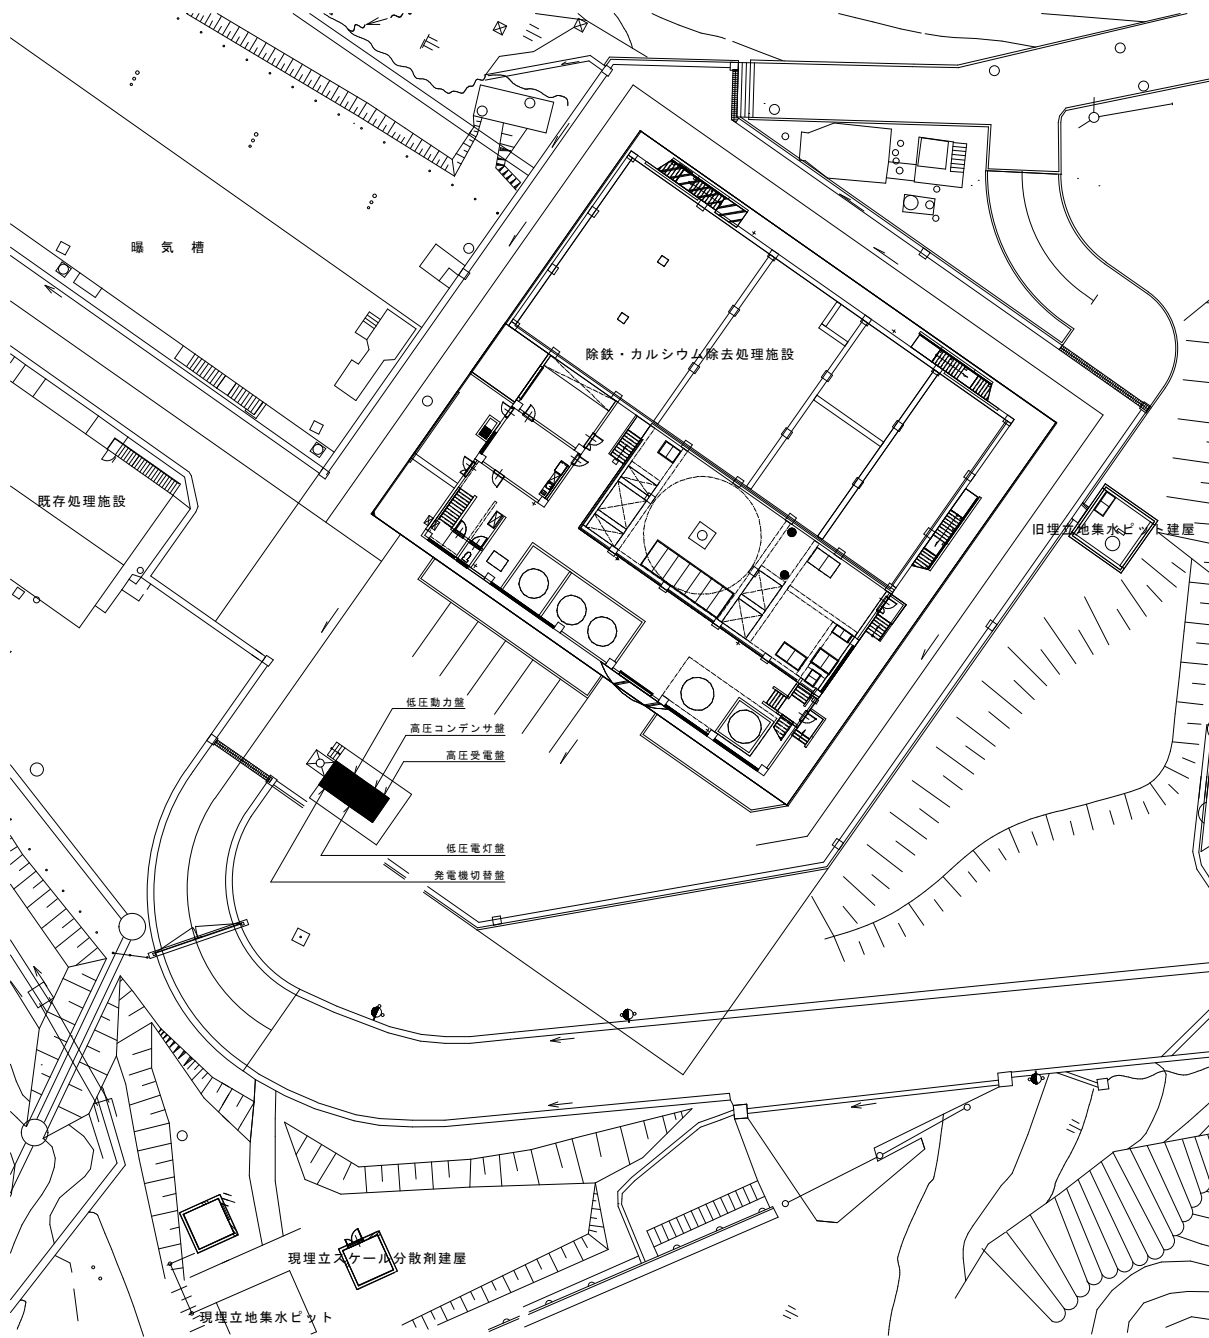 曝 気 槽
除鉄・カルシウム除去処理施設
既存処理施設
旧埋立地集水ピット建屋
低圧動力盤
高圧コンデンサ盤
高圧受電盤
低圧電灯盤
発電機切替盤
現埋立スケール分散剤建屋
現埋立地集水ピット